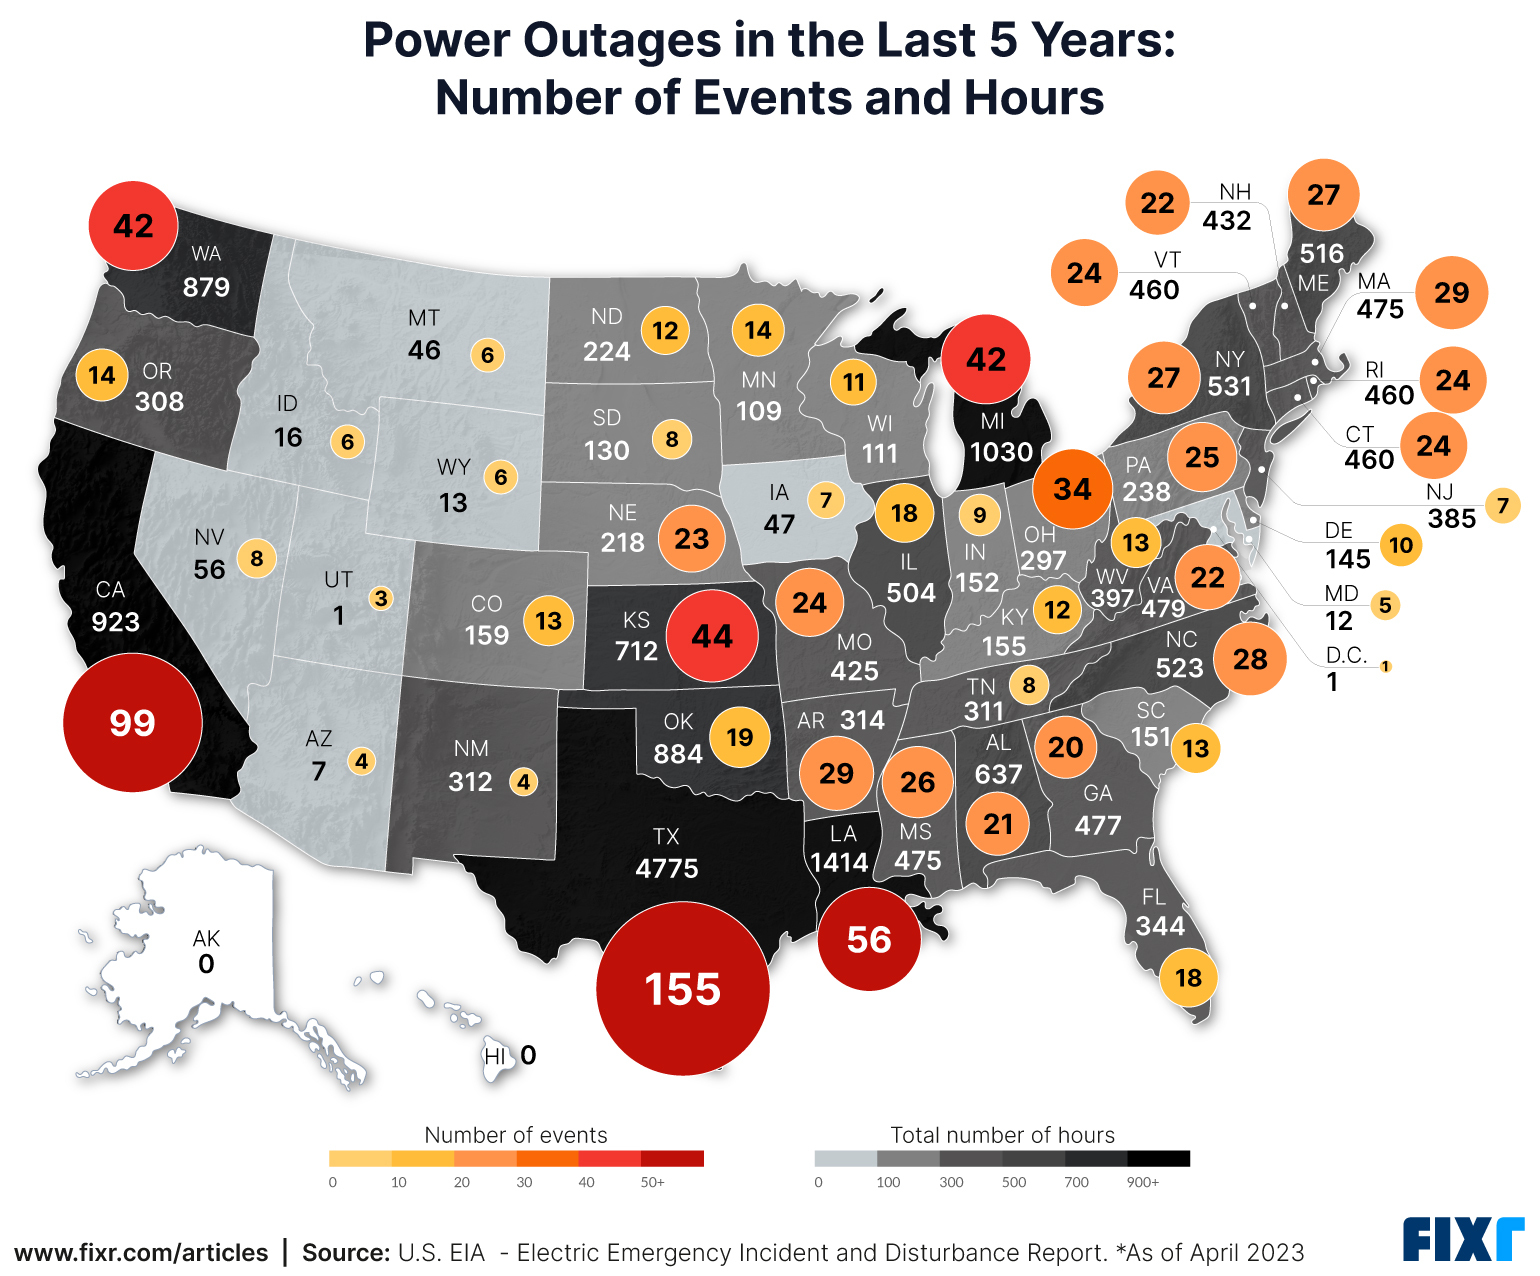 Power Outages in the Last 5 Years:
Number of Events and Hours
42
WA
879
14
OR
308
CA
923
99
NV
56
8
ID
16
6
MT
46
6
WY
13
6
UT
1
3
CO
159
13
AZ
7
4
NM
312
4
ND
224
12
SD
130
8
NE
218
23
KS
712
44
OK
884
19
TX
4775
155
MN
109
14
IA
47
7
MO
425
24
AR 314
29
LA
1414
56
WI
111
11
IL
504
18
MI
1030
42
IN
152
9
OH
297
34
KY
155
12
TN
311
8
MS
475
26
AL
637
21
GA
477
20
FL
344
18
SC
151
13
NC
523
28
VA
479
22
WV
397
13
PA
238
25
NY
531
27
VT
460
24
NH
432
22
27
516
ME
MA
475
29
RI
460
24
CT
460
24
NJ
385
7
DE
145
10
MD
12
5
D.C.
1
1
AK
0
HI 0
Number of events
0 10 20 30 40 50+
Total number of hours
0 100 300 500 700 900+
www.fixr.com/articles | Source: U.S. EIA - Electric Emergency Incident and Disturbance Report. *As of April 2023
FIXr